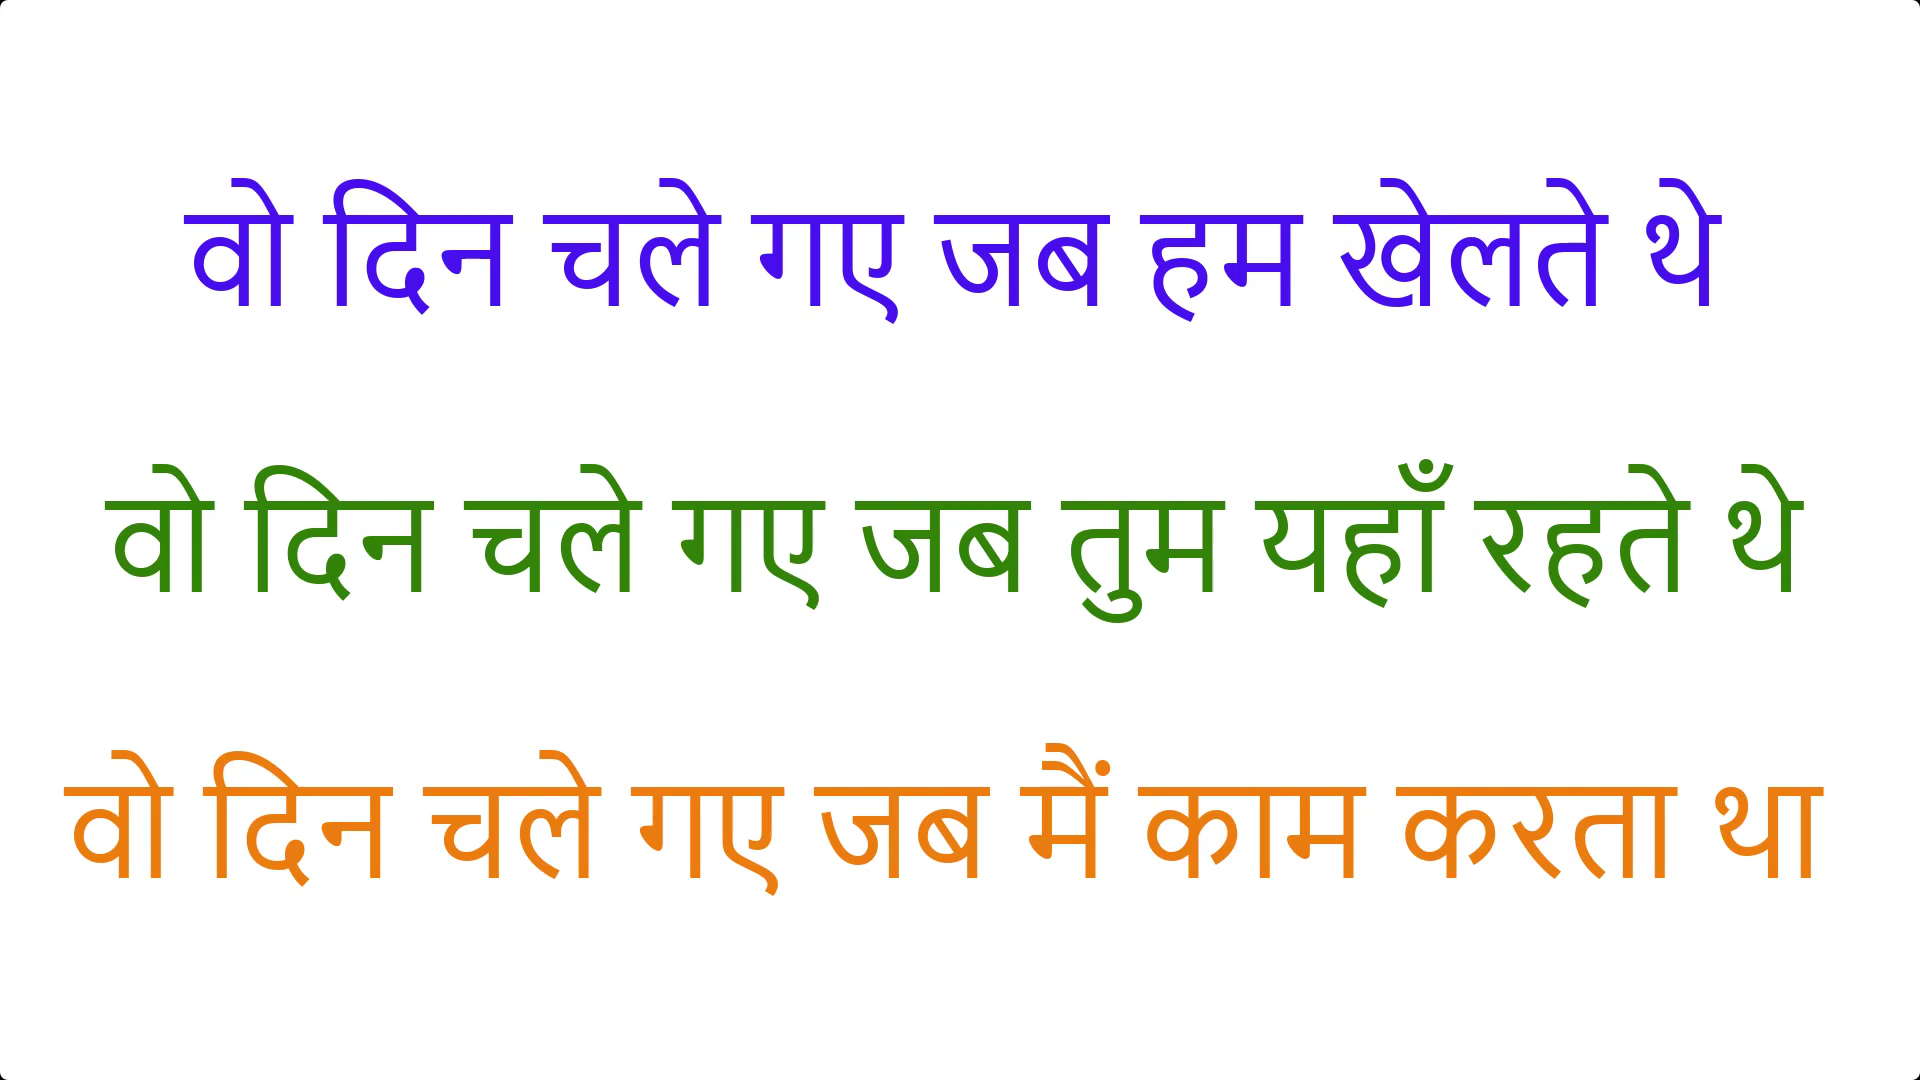 वो दिन चले गए जब हम खेलते थे
वो दिन चले गए जब तुम यहाँ रहते थे
वो दिन चले गए जब मैं काम करता था